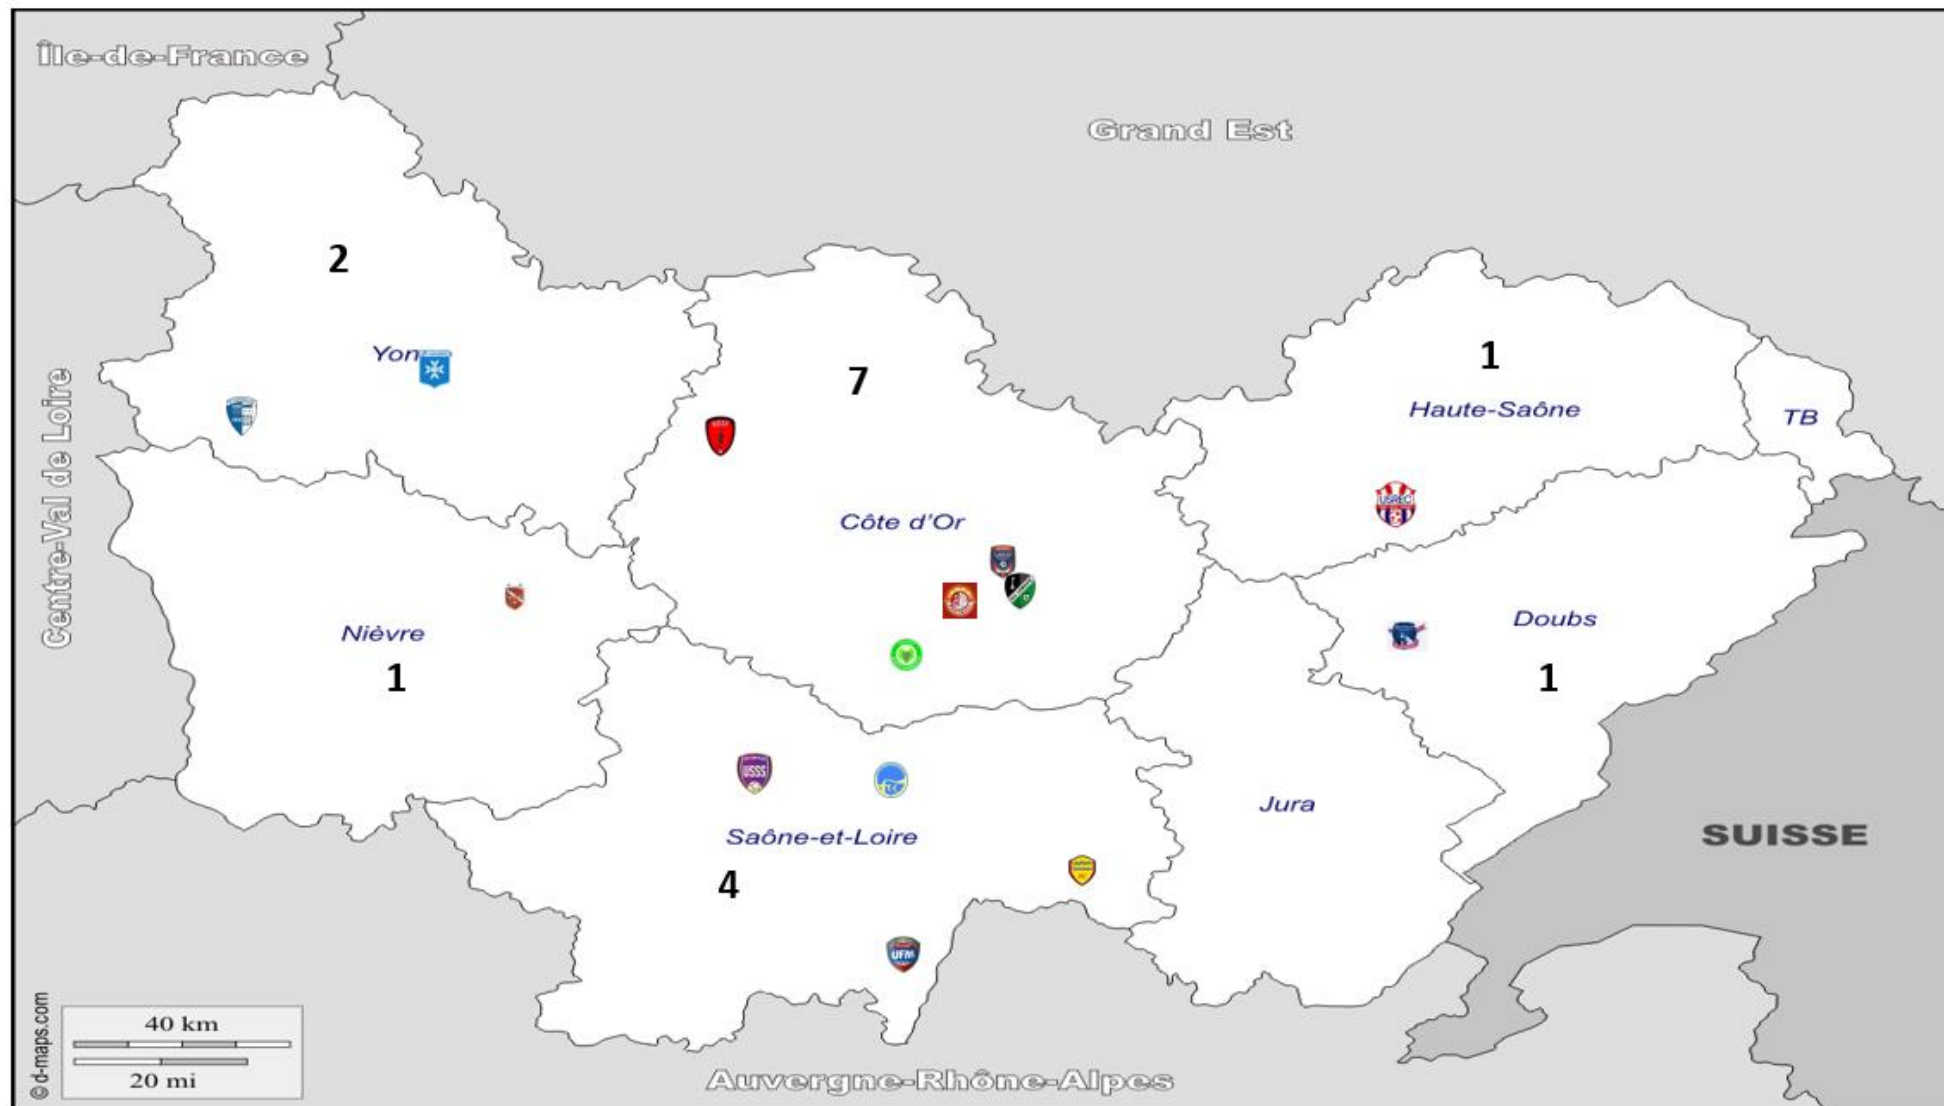 Île-de-France
Grand Est
2
Yon
7
1
Haute-Saône
TB
Centre-Val de Loire
USREC
Côte d'Or
Nièvre
1
Doubs
1
USSS
Saône-et-Loire
4
Jura
SUISSE
UFM
© d-maps.com
40 km
20 mi
Auvergne-Rhône-Alpes